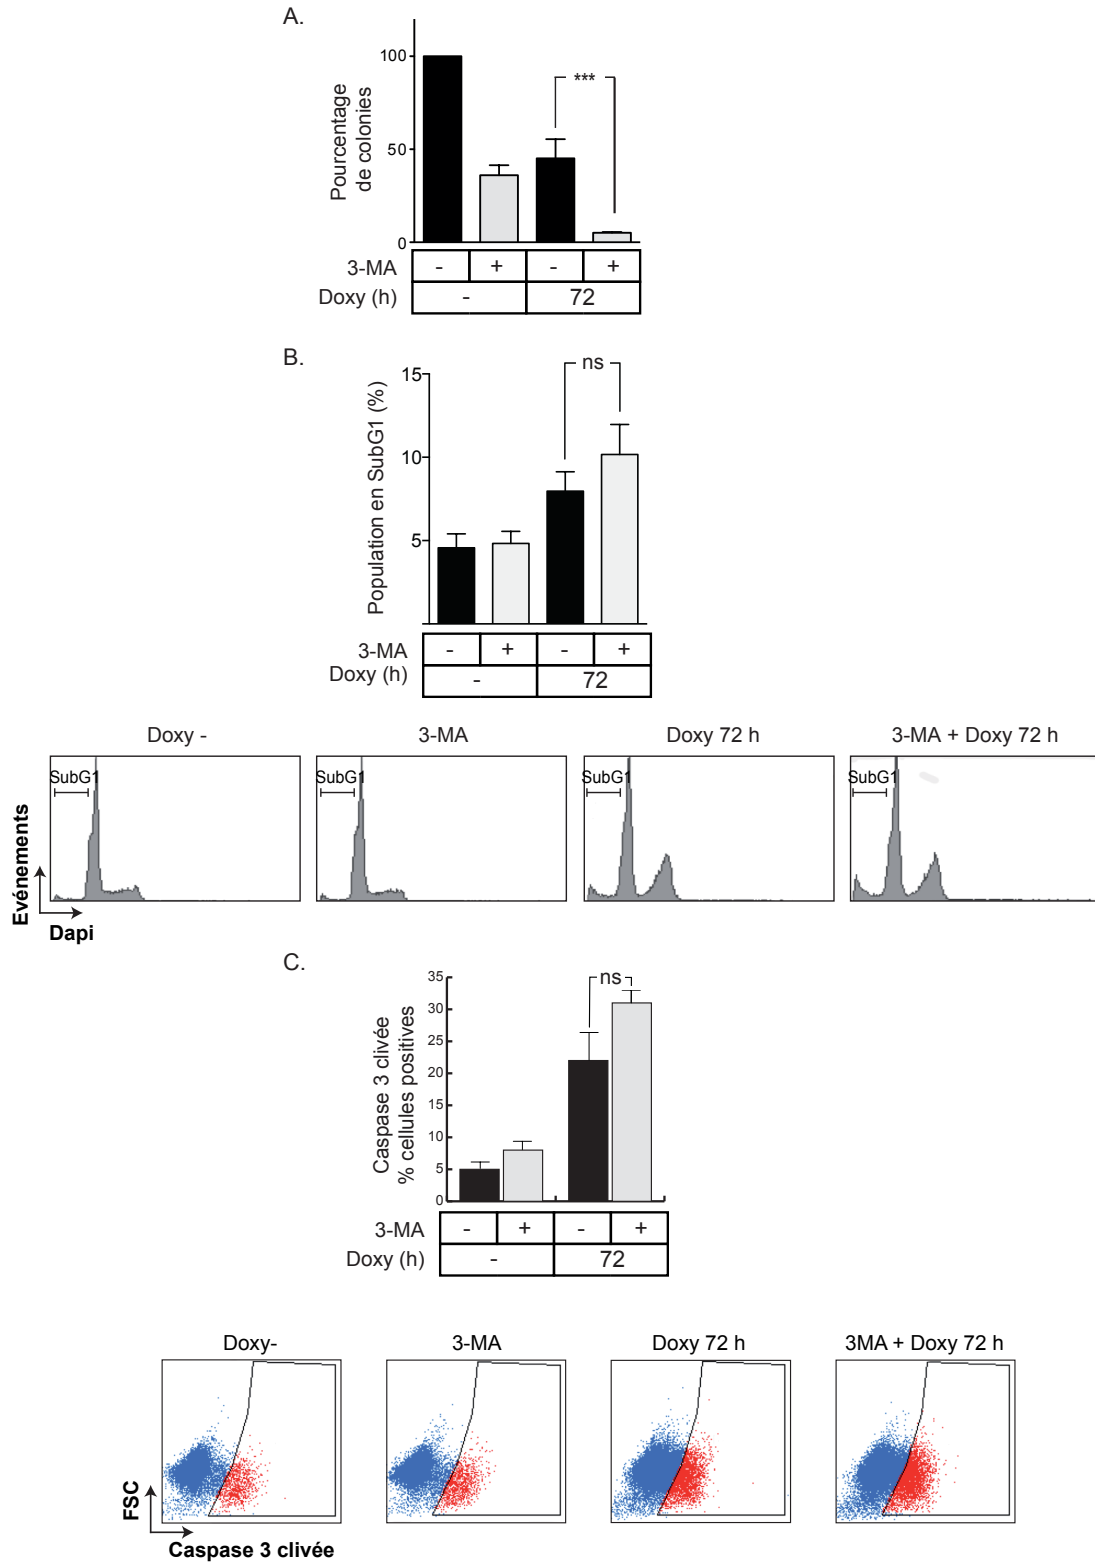 A.
Pourcentage
de colonies
100
50
0
***
3-MA - + - +
Doxy (h) - 72
B.
Population en SubG1 (%)
15
10
5
ns
3-MA - + - +
Doxy (h) - 72
Doxy - 3-MA Doxy 72 h 3-MA + Doxy 72 h
SubG1 SubG1 SubG1 SubG1
Evénements
Dapi
C.
Caspase 3 clivée
% cellules positives
35
30
25
20
15
10
5
0
ns
3-MA - + - +
Doxy (h) - 72
Doxy- 3-MA Doxy 72 h 3MA + Doxy 72 h
FSC
Caspase 3 clivée